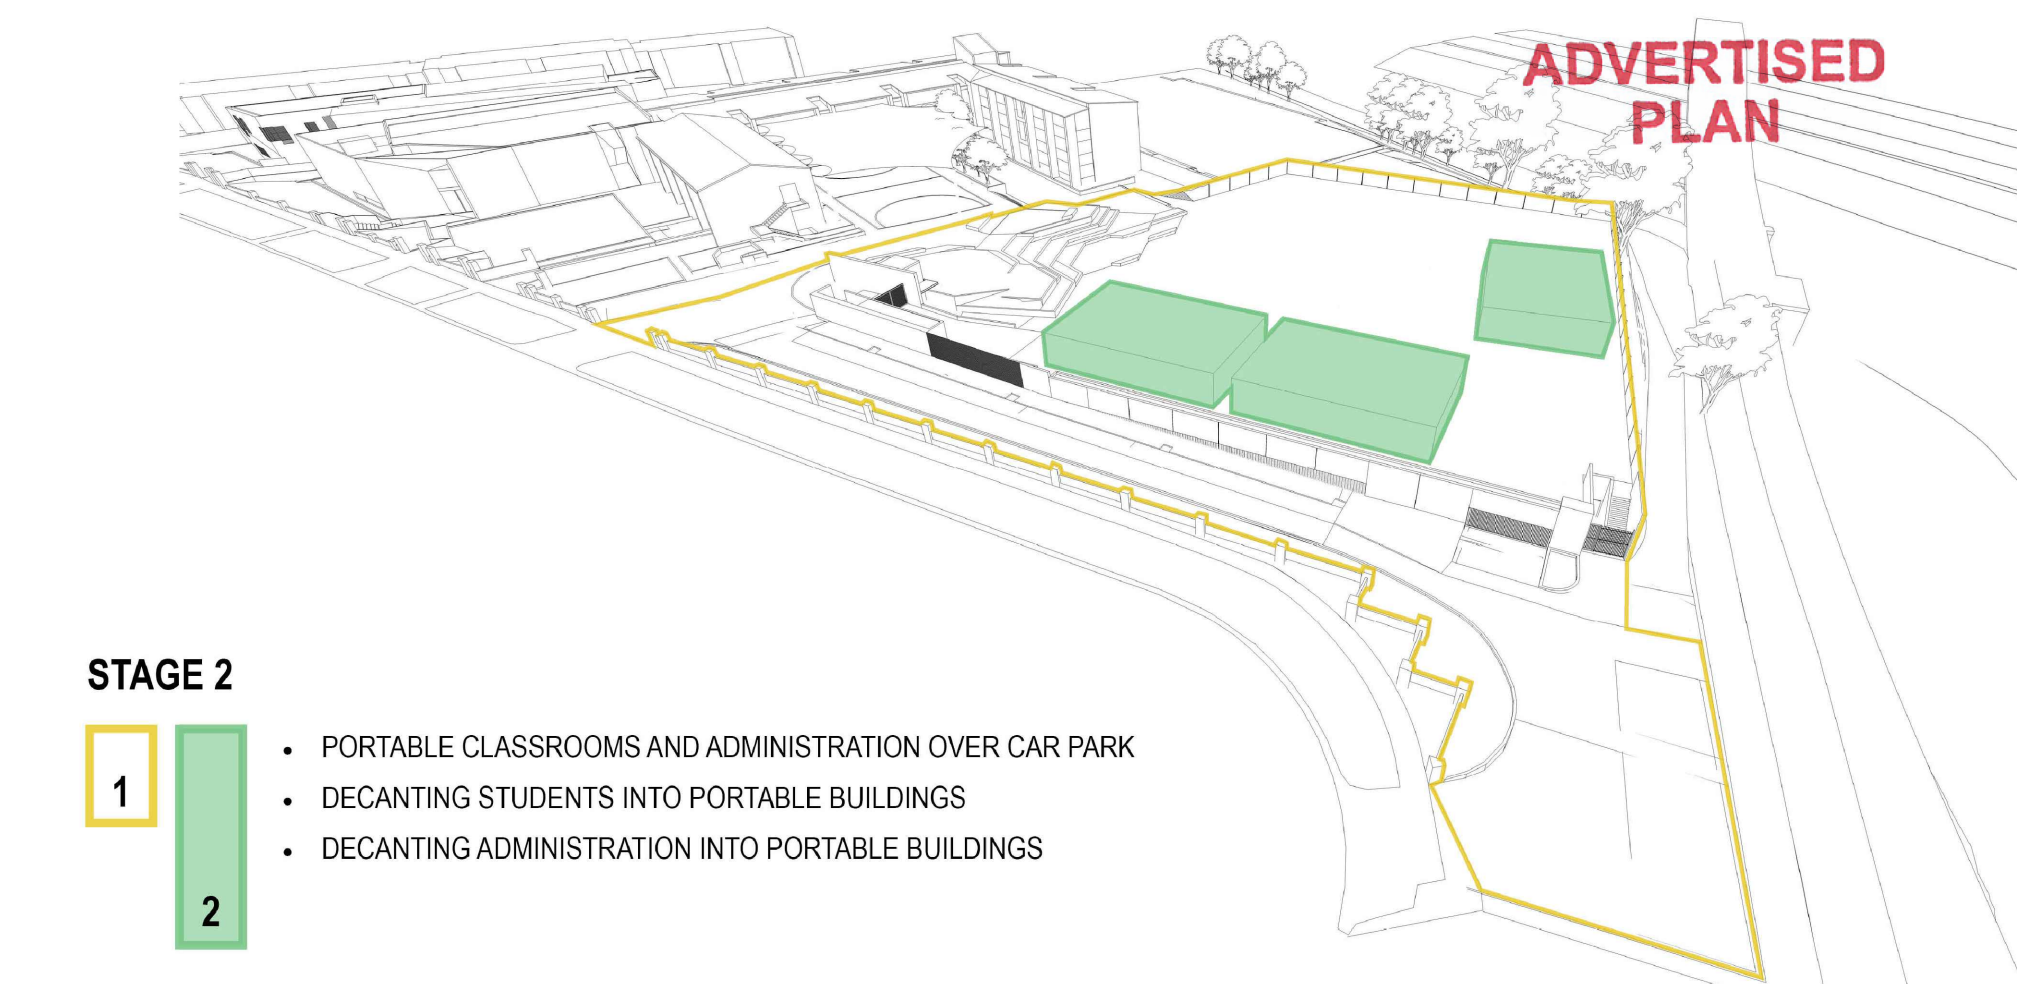 ADVERTISED
PLAN
STAGE 2
1
2
• PORTABLE CLASSROOMS AND ADMINISTRATION OVER CAR PARK
• DECANTING STUDENTS INTO PORTABLE BUILDINGS
• DECANTING ADMINISTRATION INTO PORTABLE BUILDINGS